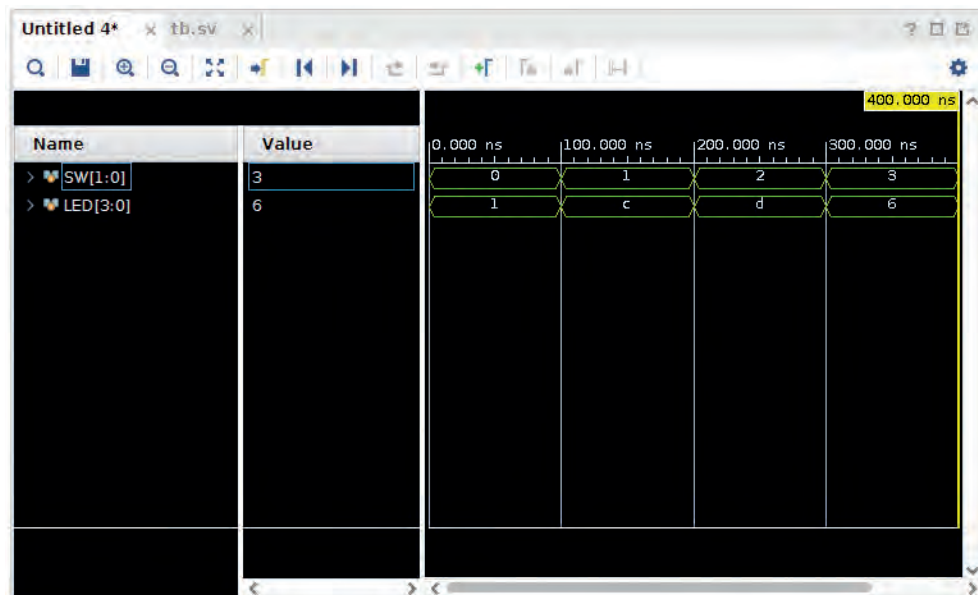 Untitled 4* x tb.sv x
400.000 ns
Name Value 0.000 ns 100.000 ns 200.000 ns 300.000 ns
SW[1:0] 3 0 1 2 3
LED[3:0] 6 1 c d 6